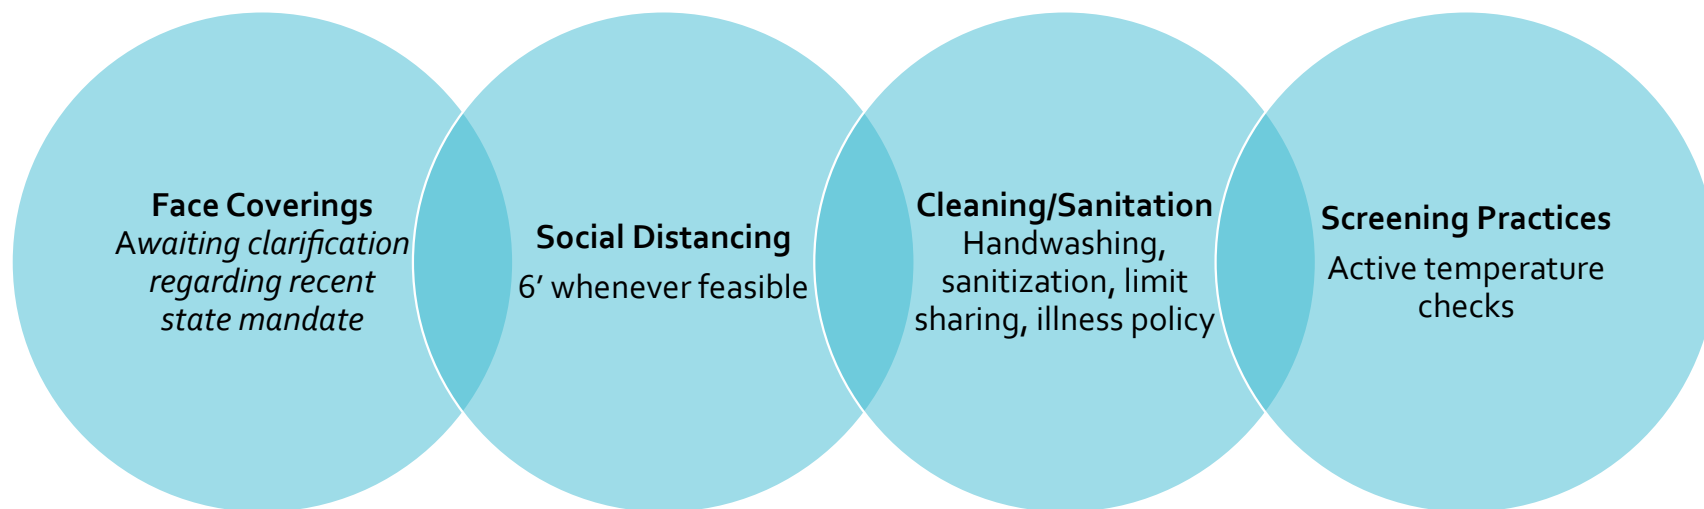 Face Coverings
Awaiting clarification
regarding recent
state mandate
Social Distancing
6’ whenever feasible
Cleaning/Sanitation
Handwashing,
sanitization, limit
sharing, illness policy
Screening Practices
Active temperature
checks